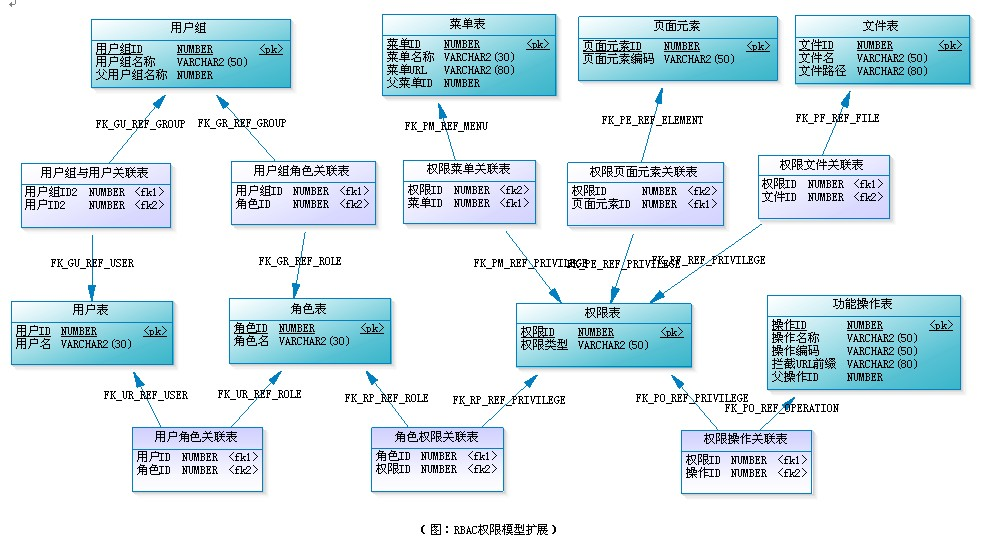 用户组
用户组ID NUMBER <pk>
用户组名称 VARCHAR2(50)
父用户组名称 NUMBER
菜单表
菜单ID NUMBER <pk>
菜单名称 VARCHAR2(30)
菜单URL VARCHAR2(80)
父菜单ID NUMBER
页面元素
页面元素ID NUMBER <pk>
页面元素编码 VARCHAR2(50)
文件表
文件ID NUMBER <pk>
文件名 VARCHAR2(50)
文件路径 VARCHAR2(80)
FK_GU_REF_GROUP
FK_GR_REF_GROUP
FK_PM_REF_MENU
FK_PE_REF_ELEMENT
FK_PF_REF_FILE
用户组与用户关联表
用户组ID2 NUMBER <fk1>
用户ID2 NUMBER <fk2>
用户组角色关联表
用户组ID NUMBER <fk1>
角色ID NUMBER <fk2>
权限菜单关联表
权限ID NUMBER <fk2>
菜单ID NUMBER <fk1>
权限页面元素关联表
权限ID NUMBER <fk2>
页面元素ID NUMBER <fk1>
权限文件关联表
权限ID NUMBER <fk1>
文件ID NUMBER <fk2>
FK_GU_REF_USER
FK_GR_REF_ROLE
FK_PM_REF_PRIVILEGE
FK_PE_REF_PRIVILEGE
FK_PF_REF_PRIVILEGE
用户表
用户ID NUMBER <pk>
用户名 VARCHAR2(30)
角色表
角色ID NUMBER <pk>
角色名 VARCHAR2(30)
权限表
权限ID NUMBER <pk>
权限类型 VARCHAR2(50)
功能操作表
操作ID NUMBER <pk>
操作名称 VARCHAR2(50)
操作编码 VARCHAR2(50)
拦截URL前缀 VARCHAR2(80)
父操作ID NUMBER
FK_UR_REF_USER
FK_UR_REF_ROLE
FK_RP_REF_ROLE
FK_RP_REF_PRIVILEGE
FK_PO_REF_PRIVILEGE
FK_PO_REF_OPERATION
用户角色关联表
用户ID NUMBER <fk1>
角色ID NUMBER <fk2>
角色权限关联表
角色ID NUMBER <fk1>
权限ID NUMBER <fk2>
权限操作关联表
权限ID NUMBER <fk1>
操作ID NUMBER <fk2>
（图：RBAC权限模型扩展）